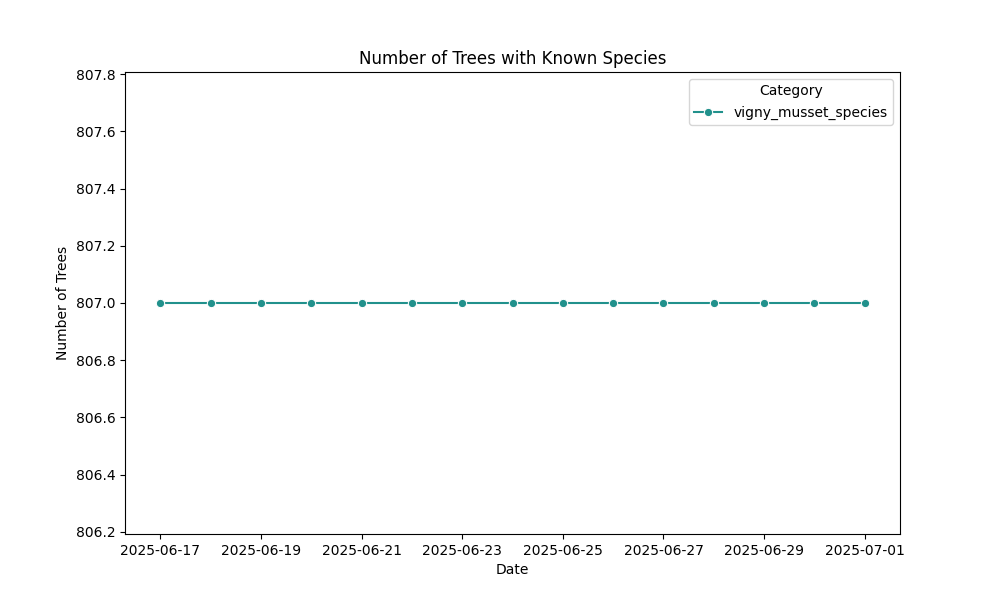 Number of Trees with Known Species
Category
vigny_musset_species
Number of Trees
807.8
807.6
807.4
807.2
807.0
806.8
806.6
806.4
806.2
2025-06-17 2025-06-19 2025-06-21 2025-06-23 2025-06-25 2025-06-27 2025-06-29 2025-07-01
Date